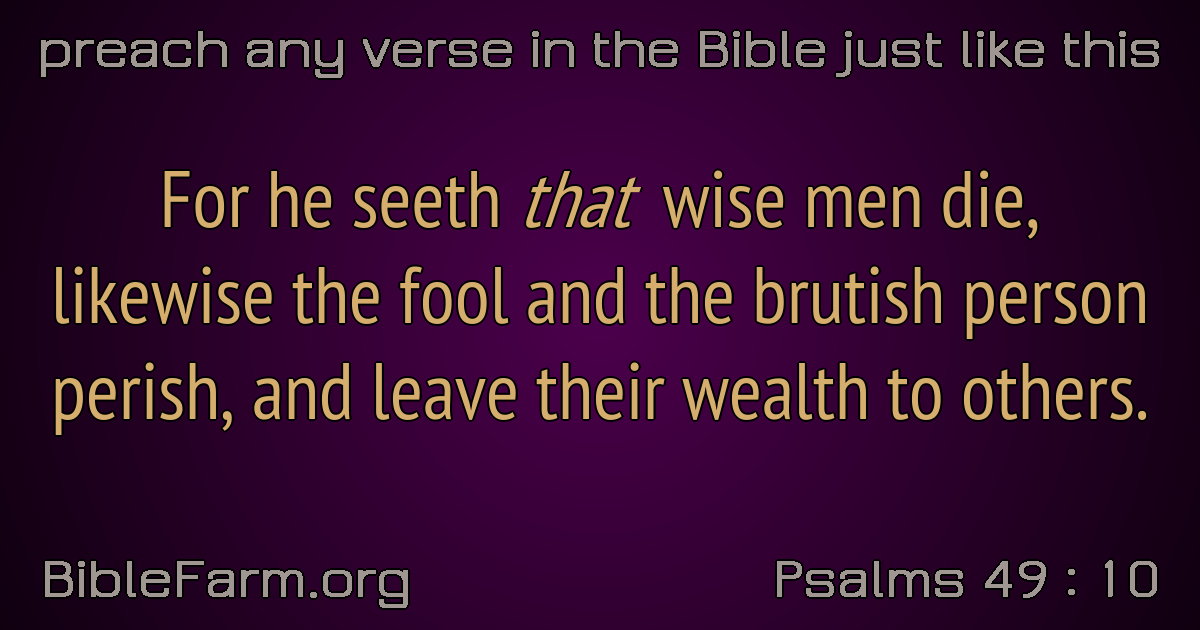 preach any verse in the Bible just like this
For he seeth that wise men die,
likewise the fool and the brutish person
perish, and leave their wealth to others.
BibleFarm.org
Psalms 49 : 10